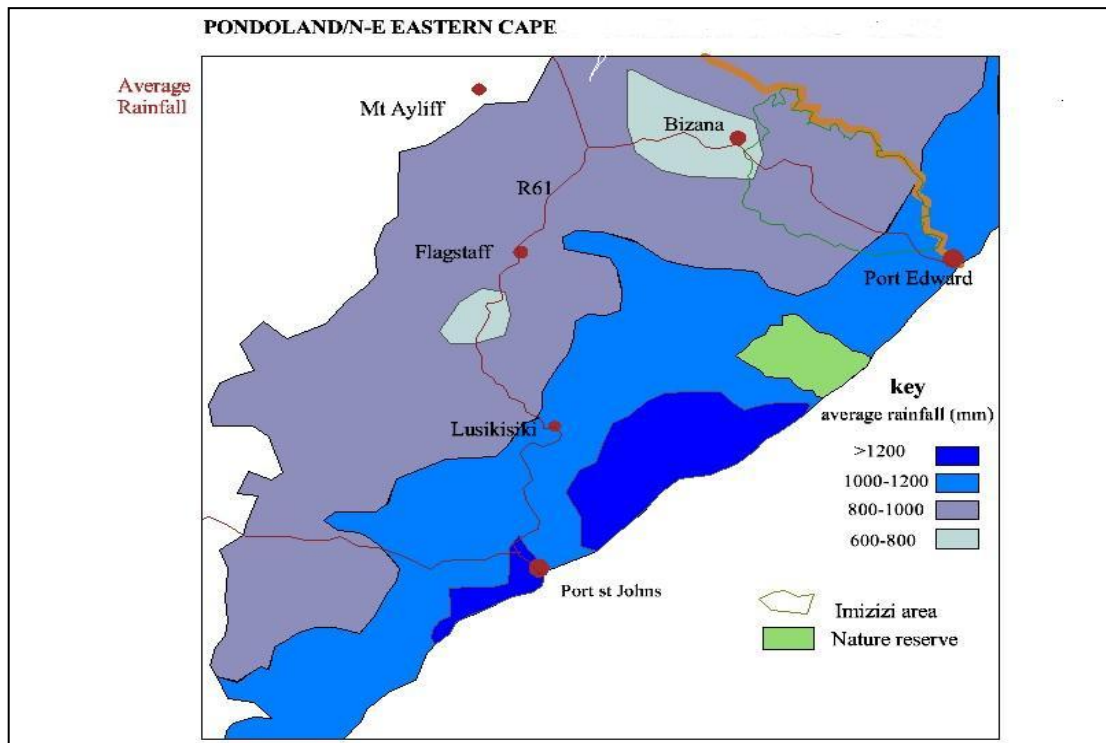 PONDOLAND/N-E EASTERN CAPE
Average
Rainfall
Mt Ayliff
Bizana
R61
Flagstaff
Port Edward
key
average rainfall (mm)
Lusikisiki
>1200
1000-1200
800-1000
600-800
Port st Johns
Imizizi area
Nature reserve